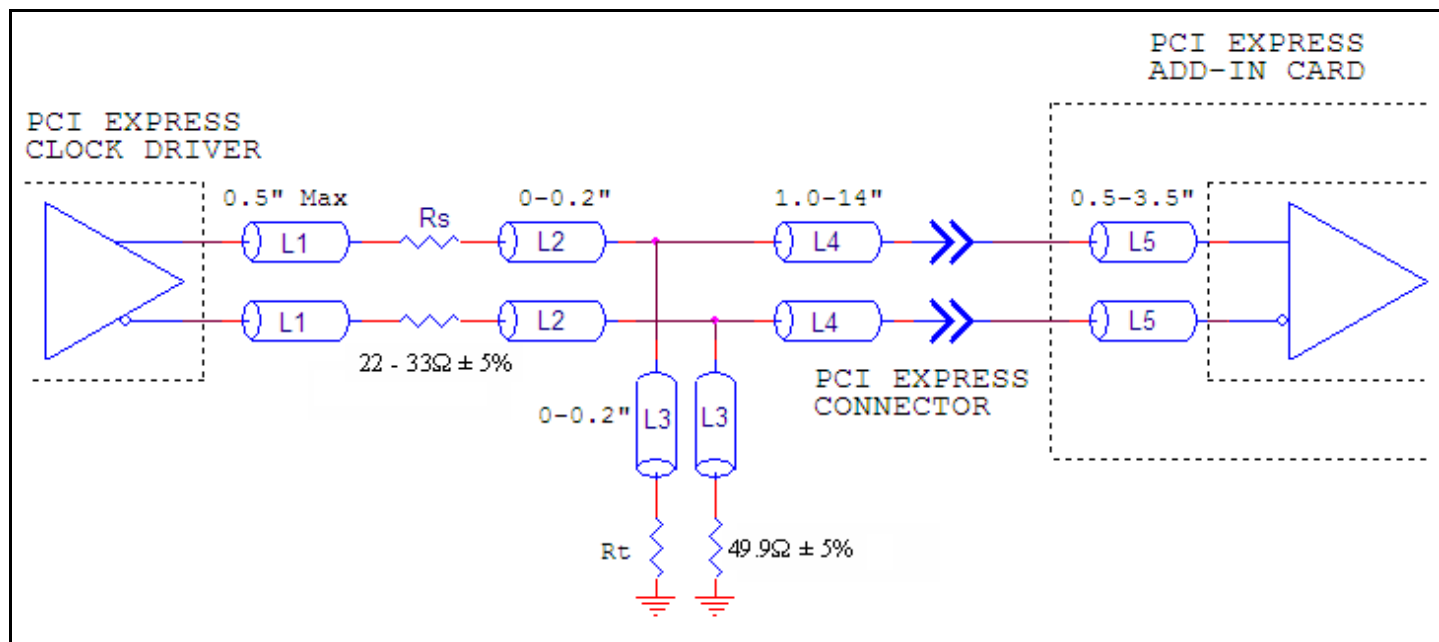 PCI EXPRESS
ADD-IN CARD
PCI EXPRESS
CLOCK DRIVER
0.5" Max
Rs
0-0.2"
1.0-14"
0.5-3.5"
L1
L2
L4
L5
L1
L2
L4
L5
22 - 33Ω ± 5%
PCI EXPRESS
CONNECTOR
0-0.2"
L3
L3
Rt
49.9Ω ± 5%